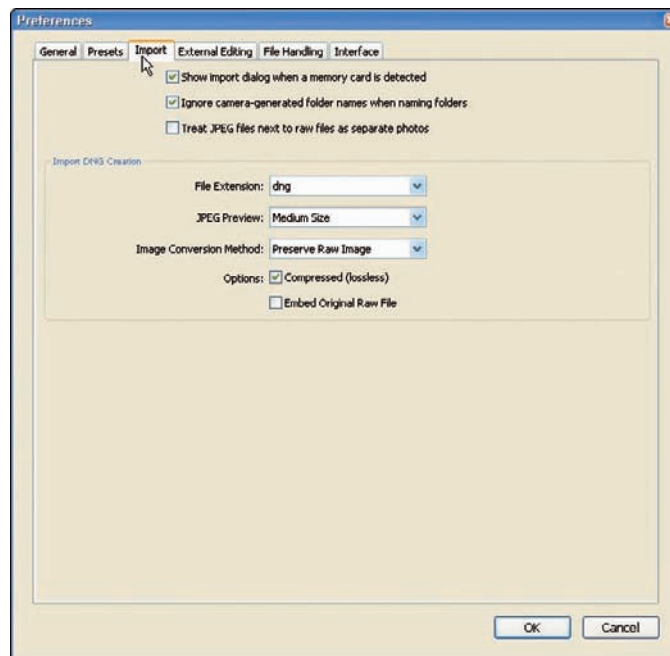 Preferences
General Presets Import External Editing File Handling Interface
Show import dialog when a memory card is detected
Ignore camera-generated folder names when naming folders
Treat JPEG files next to raw files as separate photos
Import DNG Creation
File Extension: dng
JPEG Preview: Medium Size
Image Conversion Method: Preserve Raw Image
Options: Compressed (lossless)
Embed Original Raw File
OK Cancel